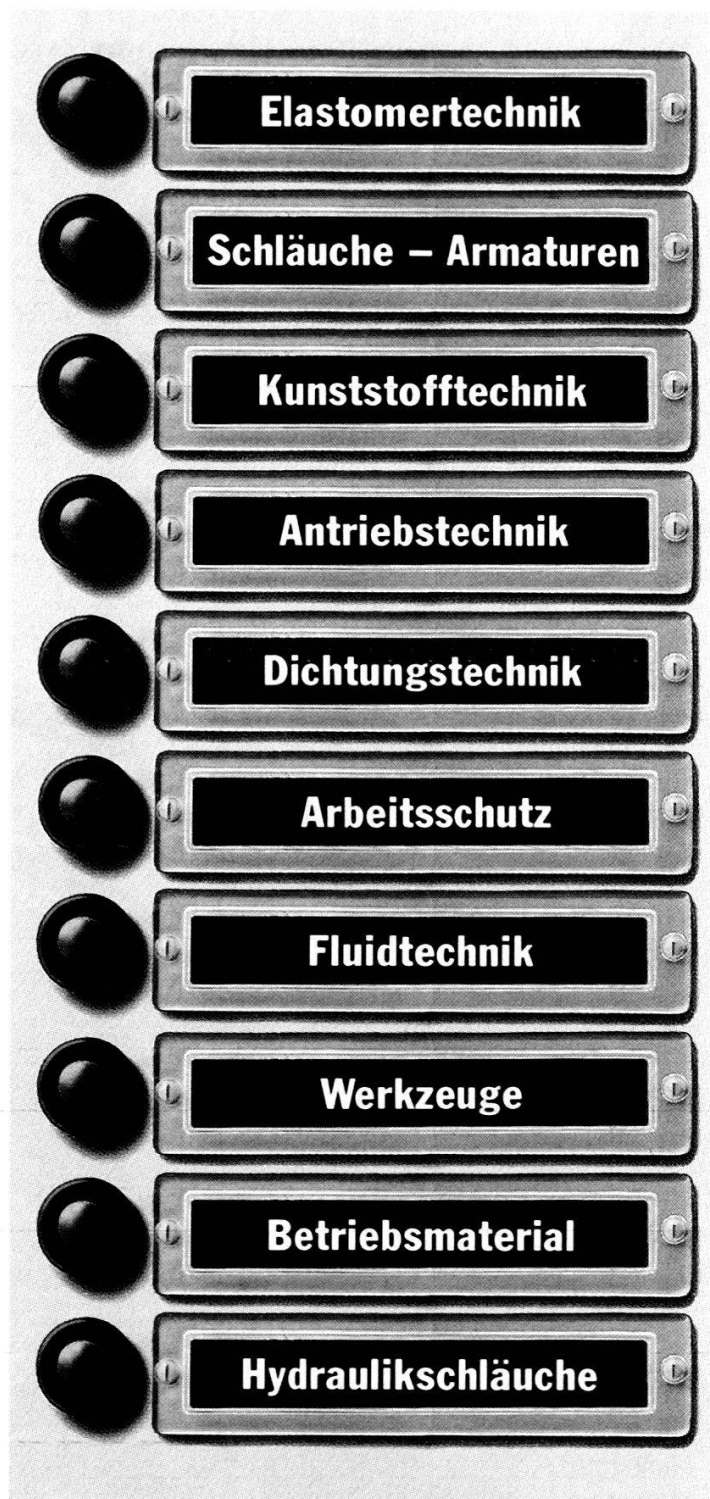 Elastomertechnik
Schläuche – Armaturen
Kunststofftechnik
Antriebstechnik
Dichtungstechnik
Arbeitsschutz
Fluidtechnik
Werkzeuge
Betriebsmaterial
Hydraulikschläuche